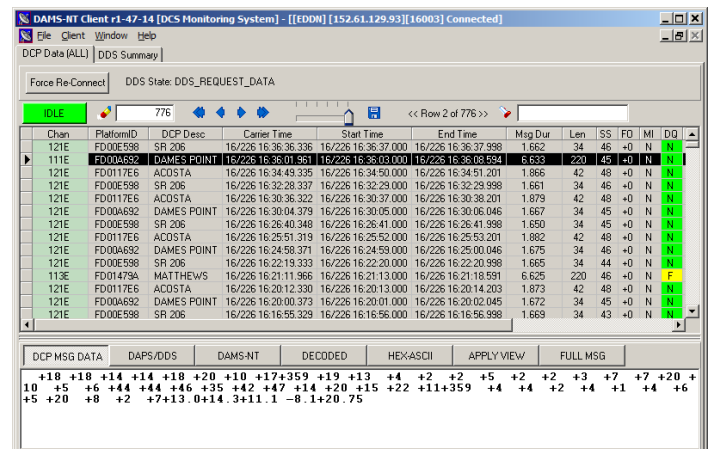 DAMS-NT Client r1-47-14 [DCS Monitoring System] - [[EDDN] [152.61.129.93][16003] Connected]
File Client Window Help
DCP Data (ALL) DDS Summary
Force Re-Connect DDS State: DDS_REQUEST_DATA
IDLE 776 << Row 2 of 776 >>
Chan PlatformID DCP Desc Carrier Time Start Time End Time Msg Dur Len SS FO MI DQ
121E FD00E598 SR 206 16/226 16:36:36.336 16/226 16:36:37.000 16/226 16:36:37.998 1.662 34 46 +0 N N
111E FD00A692 DAMES POINT 16/226 16:36:01.961 16/226 16:36:03.000 16/226 16:36:08.594 6.633 220 45 +0 N N
121E FD0117E6 ACOSTA 16/226 16:34:49.335 16/226 16:34:50.000 16/226 16:34:51.201 1.866 42 48 +0 N N
121E FD00E598 SR 206 16/226 16:32:28.337 16/226 16:32:29.000 16/226 16:32:29.998 1.661 34 46 +0 N N
121E FD0117E6 ACOSTA 16/226 16:30:36.322 16/226 16:30:37.000 16/226 16:30:38.201 1.879 42 48 +0 N N
121E FD00A692 DAMES POINT 16/226 16:30:04.379 16/226 16:30:05.000 16/226 16:30:06.046 1.667 34 45 +0 N N
121E FD00E598 SR 206 16/226 16:26:40.348 16/226 16:26:41.000 16/226 16:26:41.998 1.650 34 45 +0 N N
121E FD0117E6 ACOSTA 16/226 16:25:51.319 16/226 16:25:52.000 16/226 16:25:53.201 1.882 42 48 +0 N N
121E FD00A692 DAMES POINT 16/226 16:24:58.371 16/226 16:24:59.000 16/226 16:25:00.046 1.675 34 46 +0 N N
121E FD00E598 SR 206 16/226 16:22:19.333 16/226 16:22:20.000 16/226 16:22:20.998 1.665 34 44 +0 N N
113E FD01479A MATTHEWS 16/226 16:21:11.966 16/226 16:21:13.000 16/226 16:21:18.591 6.625 220 46 +0 N F
121E FD0117E6 ACOSTA 16/226 16:20:12.330 16/226 16:20:13.000 16/226 16:20:14.203 1.873 42 48 +0 N N
121E FD00A692 DAMES POINT 16/226 16:20:00.373 16/226 16:20:01.000 16/226 16:20:02.045 1.672 34 45 +0 N N
121E FD00E598 SR 206 16/226 16:16:55.329 16/226 16:16:56.000 16/226 16:16:56.998 1.669 34 43 +0 N N
DCP MSG DATA DAPS/DDS DAMS-NT DECODED HEX-ASCII APPLY VIEW FULL MSG
+18 +18 +14 +14 +18 +20 +10 +17+359 +19 +13 +4 +2 +2 +5 +2 +2 +3 +7 +7 +20 +
10 +5 +6 +44 +44 +46 +35 +42 +47 +14 +20 +15 +22 +11+359 +4 +4 +2 +4 +1 +4 +6
+5 +20 +8 +2 +7+13.0+14.3+11.1 -8.1+20.75